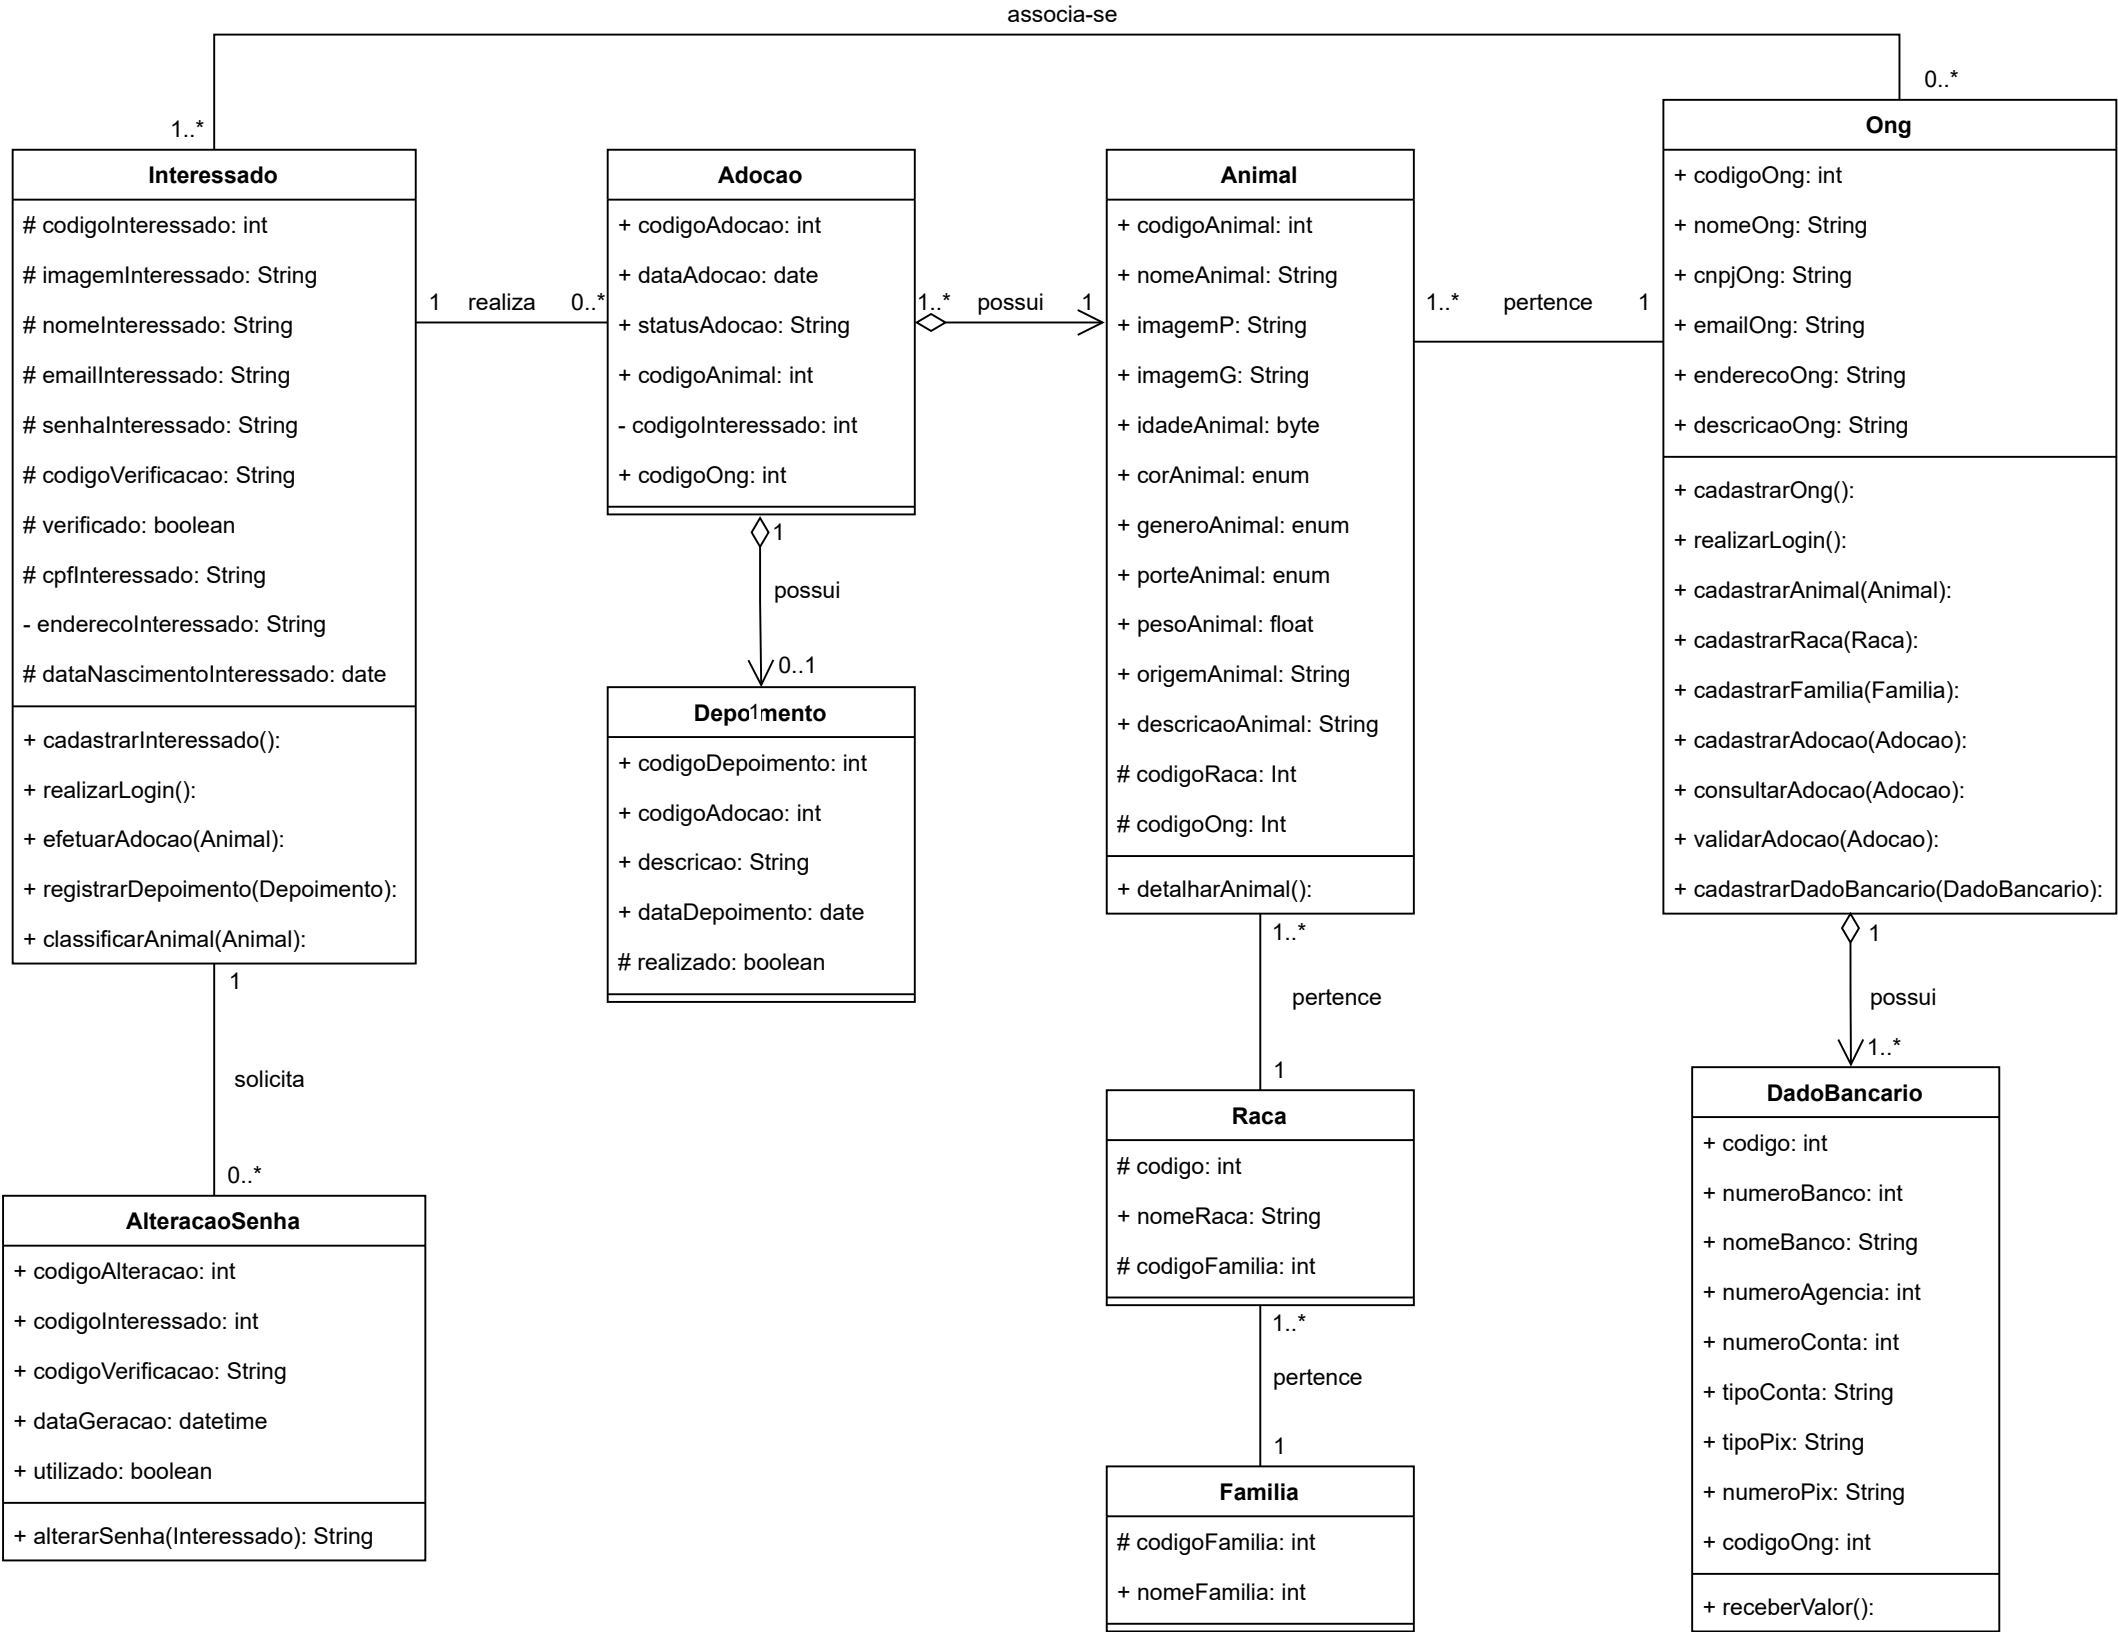 associa-se
1..*
0..*
Interessado
# codigoInteressado: int
# imagemInteressado: String
# nomeInteressado: String
# emailInteressado: String
# senhaInteressado: String
# codigoVerificacao: String
# verificado: boolean
# cpfInteressado: String
- enderecoInteressado: String
# dataNascimentoInteressado: date
+ cadastrarInteressado():
+ realizarLogin():
+ efetuarAdocao(Animal):
+ registrarDepoimento(Depoimento):
+ classificarAnimal(Animal):
1 realiza 0..*
Adocao
+ codigoAdocao: int
+ dataAdocao: date
+ statusAdocao: String
+ codigoAnimal: int
- codigoInteressado: int
+ codigoOng: int
1..* possui 1
1
possui
0..1
Depoimento
1
+ codigoDepoimento: int
+ codigoAdocao: int
+ descricao: String
+ dataDepoimento: date
# realizado: boolean
Animal
+ codigoAnimal: int
+ nomeAnimal: String
+ imagemP: String
+ imagemG: String
+ idadeAnimal: byte
+ corAnimal: enum
+ generoAnimal: enum
+ porteAnimal: enum
+ pesoAnimal: float
+ origemAnimal: String
+ descricaoAnimal: String
# codigoRaca: Int
# codigoOng: Int
+ detalharAnimal():
1..* pertence 1
Ong
+ codigoOng: int
+ nomeOng: String
+ cnpjOng: String
+ emailOng: String
+ enderecoOng: String
+ descricaoOng: String
+ cadastrarOng():
+ realizarLogin():
+ cadastrarAnimal(Animal):
+ cadastrarRaca(Raca):
+ cadastrarFamilia(Familia):
+ cadastrarAdocao(Adocao):
+ consultarAdocao(Adocao):
+ validarAdocao(Adocao):
+ cadastrarDadoBancario(DadoBancario):
1
solicita
0..*
AlteracaoSenha
+ codigoAlteracao: int
+ codigoInteressado: int
+ codigoVerificacao: String
+ dataGeracao: datetime
+ utilizado: boolean
+ alterarSenha(Interessado): String
1..*
pertence
1
Raca
# codigo: int
+ nomeRaca: String
# codigoFamilia: int
1..*
pertence
1
Familia
# codigoFamilia: int
+ nomeFamilia: int
1
possui
1..*
DadoBancario
+ codigo: int
+ numeroBanco: int
+ nomeBanco: String
+ numeroAgencia: int
+ numeroConta: int
+ tipoConta: String
+ tipoPix: String
+ numeroPix: String
+ codigoOng: int
+ receberValor():